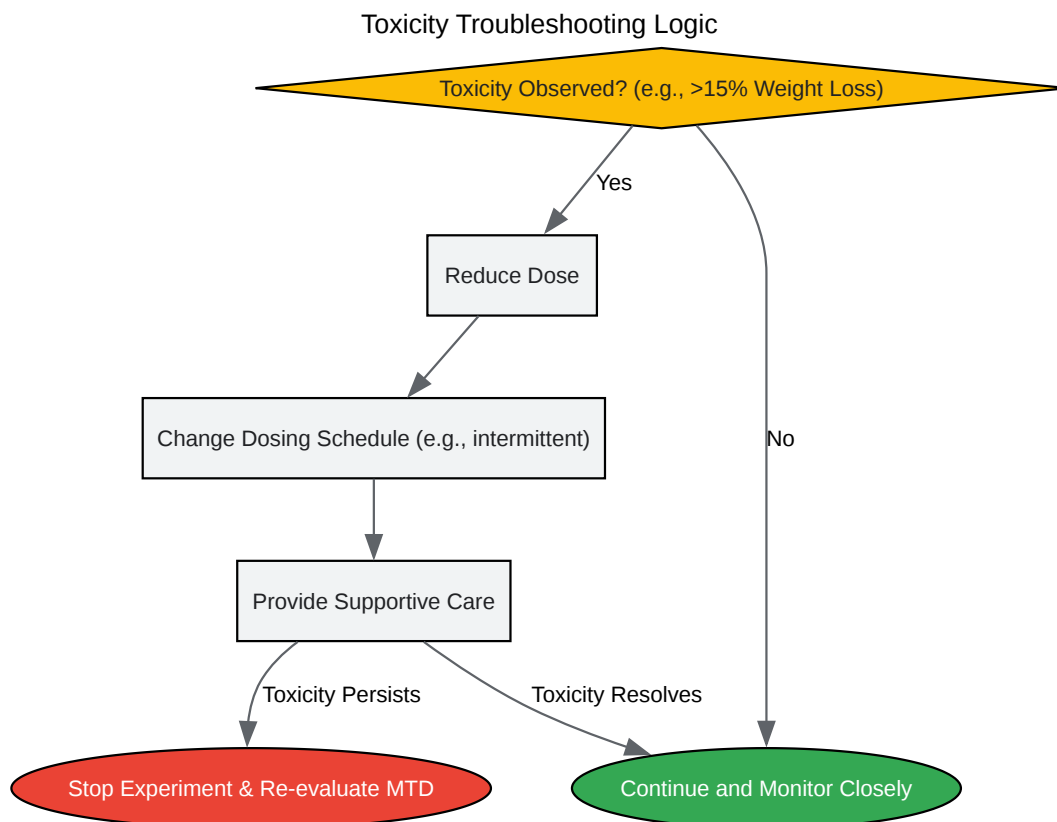 Toxicity Troubleshooting Logic
Toxicity Observed? (e.g., >15% Weight Loss)
Yes
Reduce Dose
Change Dosing Schedule (e.g., intermittent)
No
Provide Supportive Care
Toxicity Persists
Toxicity Resolves
Stop Experiment & Re-evaluate MTD
Continue and Monitor Closely